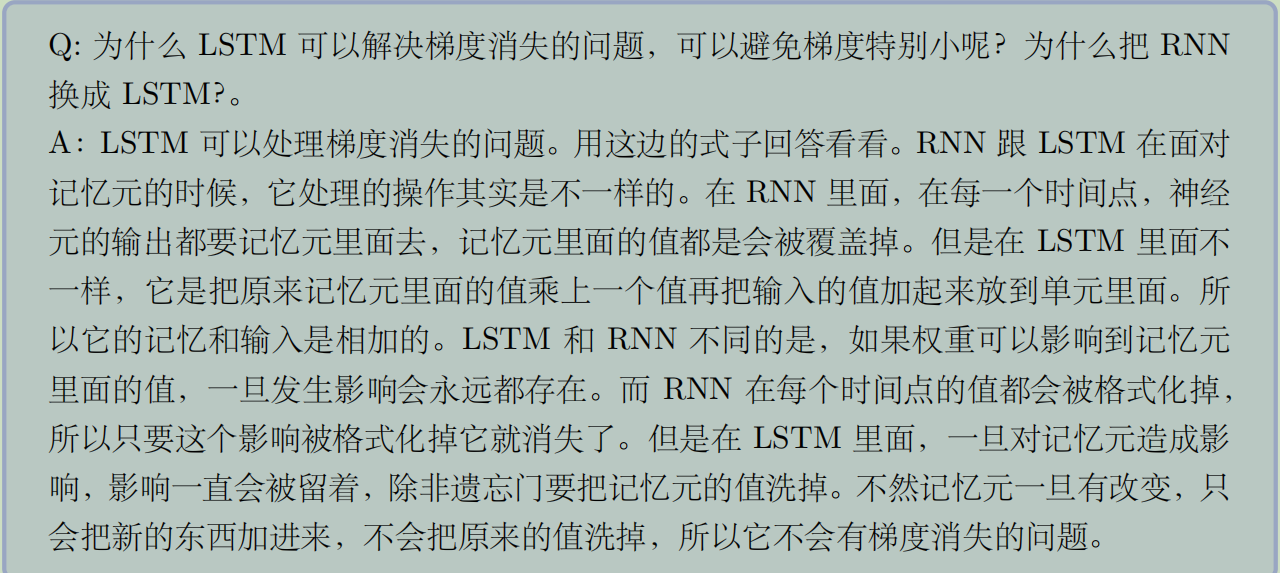 Q: 为什么 LSTM 可以解决梯度消失的问题，可以避免梯度特别小呢？为什么把 RNN
换成 LSTM?。
A：LSTM 可以处理梯度消失的问题。用这边的式子回答看看。RNN 跟 LSTM 在面对
记忆元的时候，它处理的操作其实是不一样的。在 RNN 里面，在每一个时间点，神经
元的输出都要记忆元里面去，记忆元里面的值都是会被覆盖掉。但是在 LSTM 里面不
一样，它是把原来记忆元里面的值乘上一个值再把输入的值加起来放到单元里面。所
以它的记忆和输入是相加的。LSTM 和 RNN 不同的是，如果权重可以影响到记忆元
里面的值，一旦发生影响会永远都存在。而 RNN 在每个时间点的值都会被格式化掉，
所以只要这个影响被格式化掉它就消失了。但是在 LSTM 里面，一旦对记忆元造成影
响，影响一直会被留着，除非遗忘门要把记忆元的值洗掉。不然记忆元一旦有改变，只
会把新的东西加进来，不会把原来的值洗掉，所以它不会有梯度消失的问题。